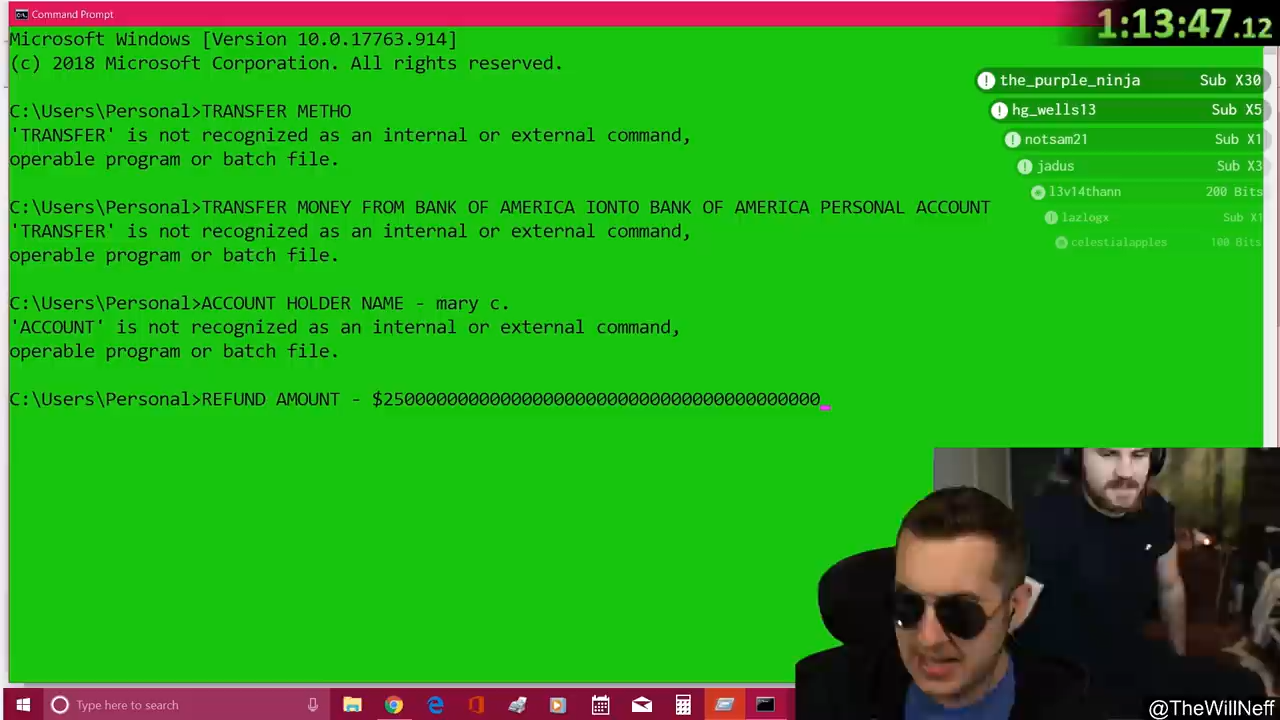 Command Prompt
1:13:47.12
Microsoft Windows [Version 10.0.17763.914]
(c) 2018 Microsoft Corporation. All rights reserved.
the_purple_ninja Sub X30
hg_wells13 Sub X5
notsam21 Sub X1
jadus Sub X3
l3v14thann 200 Bits
lazlogx Sub X1
celestialapples 100 Bits
C:\Users\Personal>TRANSFER METHO
'TRANSFER' is not recognized as an internal or external command,
operable program or batch file.
C:\Users\Personal>TRANSFER MONEY FROM BANK OF AMERICA IONTO BANK OF AMERICA PERSONAL ACCOUNT
'TRANSFER' is not recognized as an internal or external command,
operable program or batch file.
C:\Users\Personal>ACCOUNT HOLDER NAME - mary c.
'ACCOUNT' is not recognized as an internal or external command,
operable program or batch file.
C:\Users\Personal>REFUND AMOUNT - $25000000000000000000000000000000000000000
Type here to search
@TheWillNeff